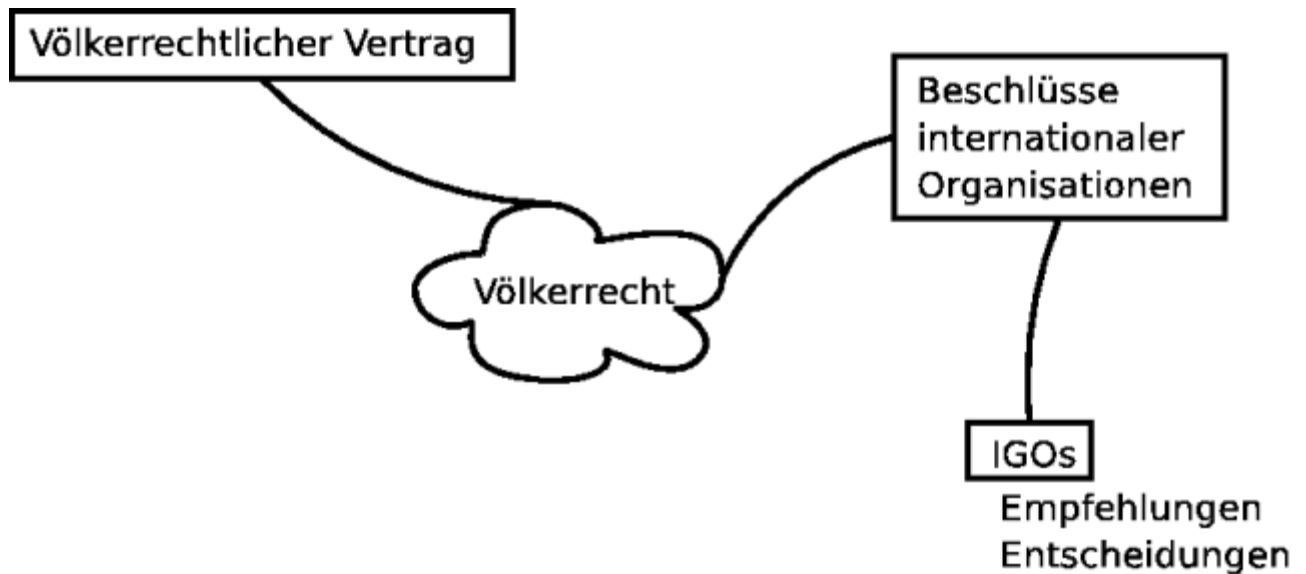 Völkerrechtlicher Vertrag
Beschlüsse
internationaler
Organisationen
Völkerrecht
IGOs
Empfehlungen
Entscheidungen